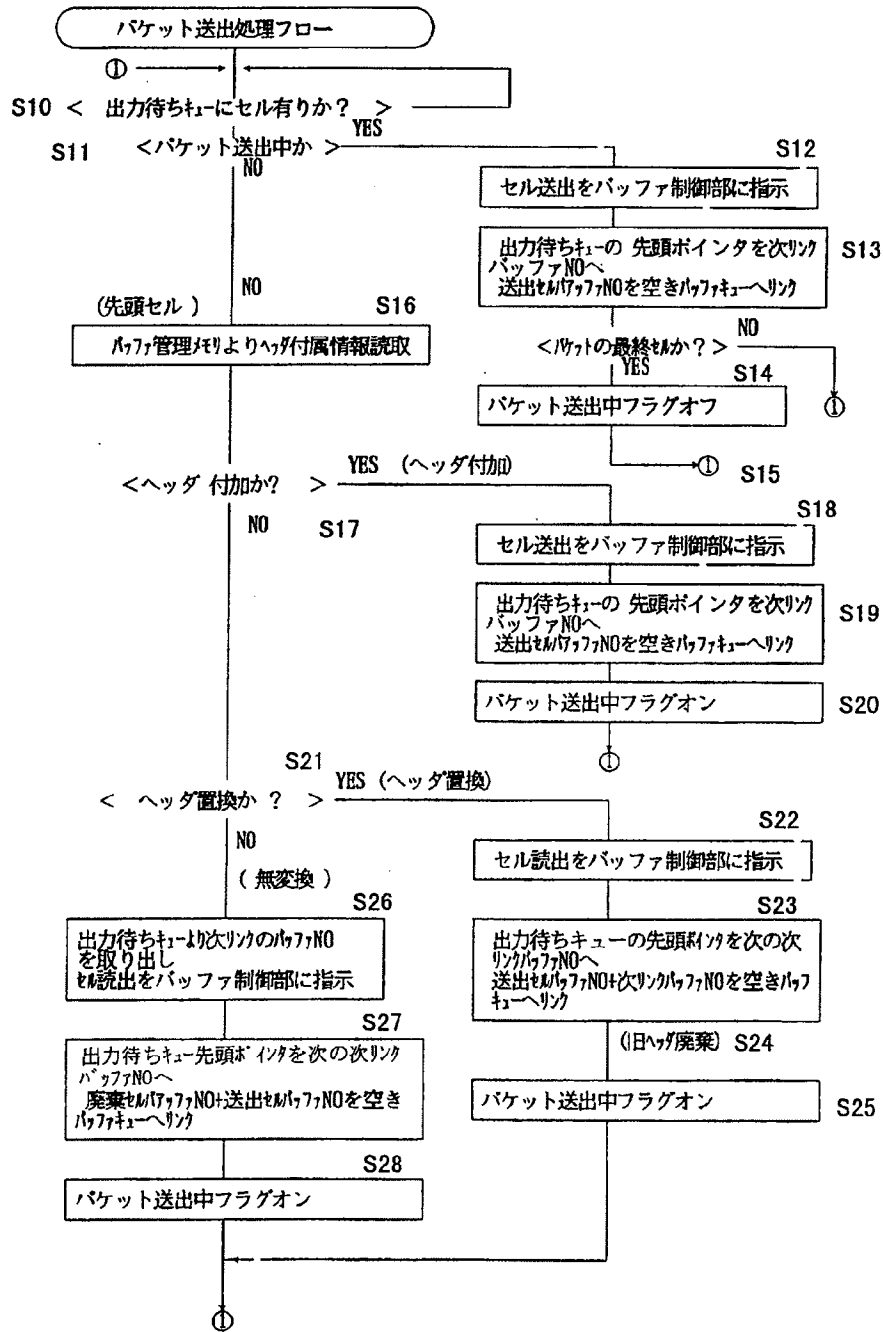 パケット送出処理フロー
①
S10 < 出力待ちキューにセル有りか? >
S11 <パケット送出中か > YES
NO
S12
セル送出をバッファ制御部に指示
出力待ちキューの 先頭ポインタを次リンク
バッファNOへ
送出セルバアッファNOを空きバッファキューへリンク
S13
NO
(先頭セル )
S16
バッファ管理メモリよりヘッダ付属情報読取
<パケットの最終セルか?> NO
YES
S14
①
パケット送出中フラグオフ
① S15
<ヘッダ 付加か? > YES (ヘッダ付加)
NO S17
S18
セル送出をバッファ制御部に指示
出力待ちキューの 先頭ポインタを次リンク
バッファNOへ
送出セルバアッファNOを空きバッファキューへリンク
S19
パケット送出中フラグオン
S20
①
S21
< ヘッダ置換か ? > YES (ヘッダ置換)
NO
( 無変換 )
S22
セル読出をバッファ制御部に指示
S26
出力待ちキューより次リンクのバッファNO
を取り出し
セル読出をバッファ制御部に指示
S23
出力待ちキューの先頭ポインタを次の次
リンクバッファNOへ
送出セルバッファNO+次リンクバッファNOを空きバッフ
キューへリンク
S27
出力待ちキュー先頭ポインタを次の次リンク
バッファNOへ
廃棄セルバアッファNO+送出セルバッファNOを空き
バッファキューへリンク
(旧ヘッダ廃棄) S24
パケット送出中フラグオン
S25
S28
パケット送出中フラグオン
①